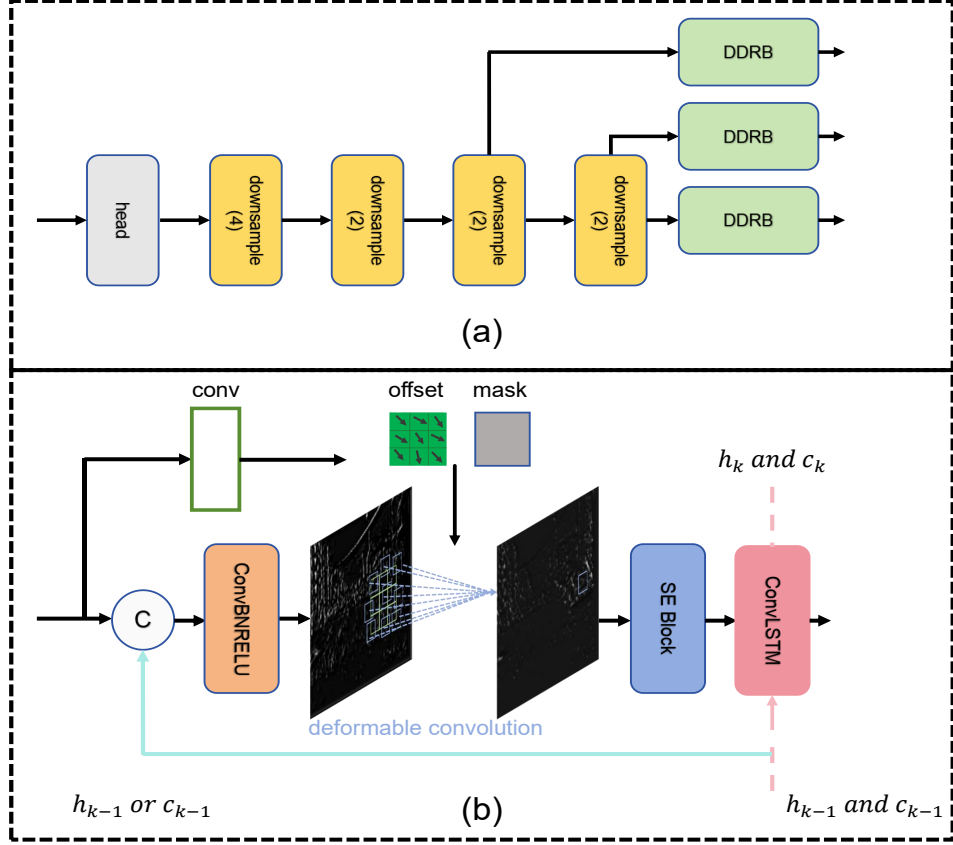 DDRB
DDRB
DDRB
head
downsample
(4)
downsample
(2)
downsample
(2)
downsample
(2)
(a)
conv
offset
mask
h_k and c_k
C
ConvBNRELU
SE Block
ConvLSTM
deformable convolution
h_{k−1} or c_{k−1}
(b)
h_{k−1} and c_{k−1}